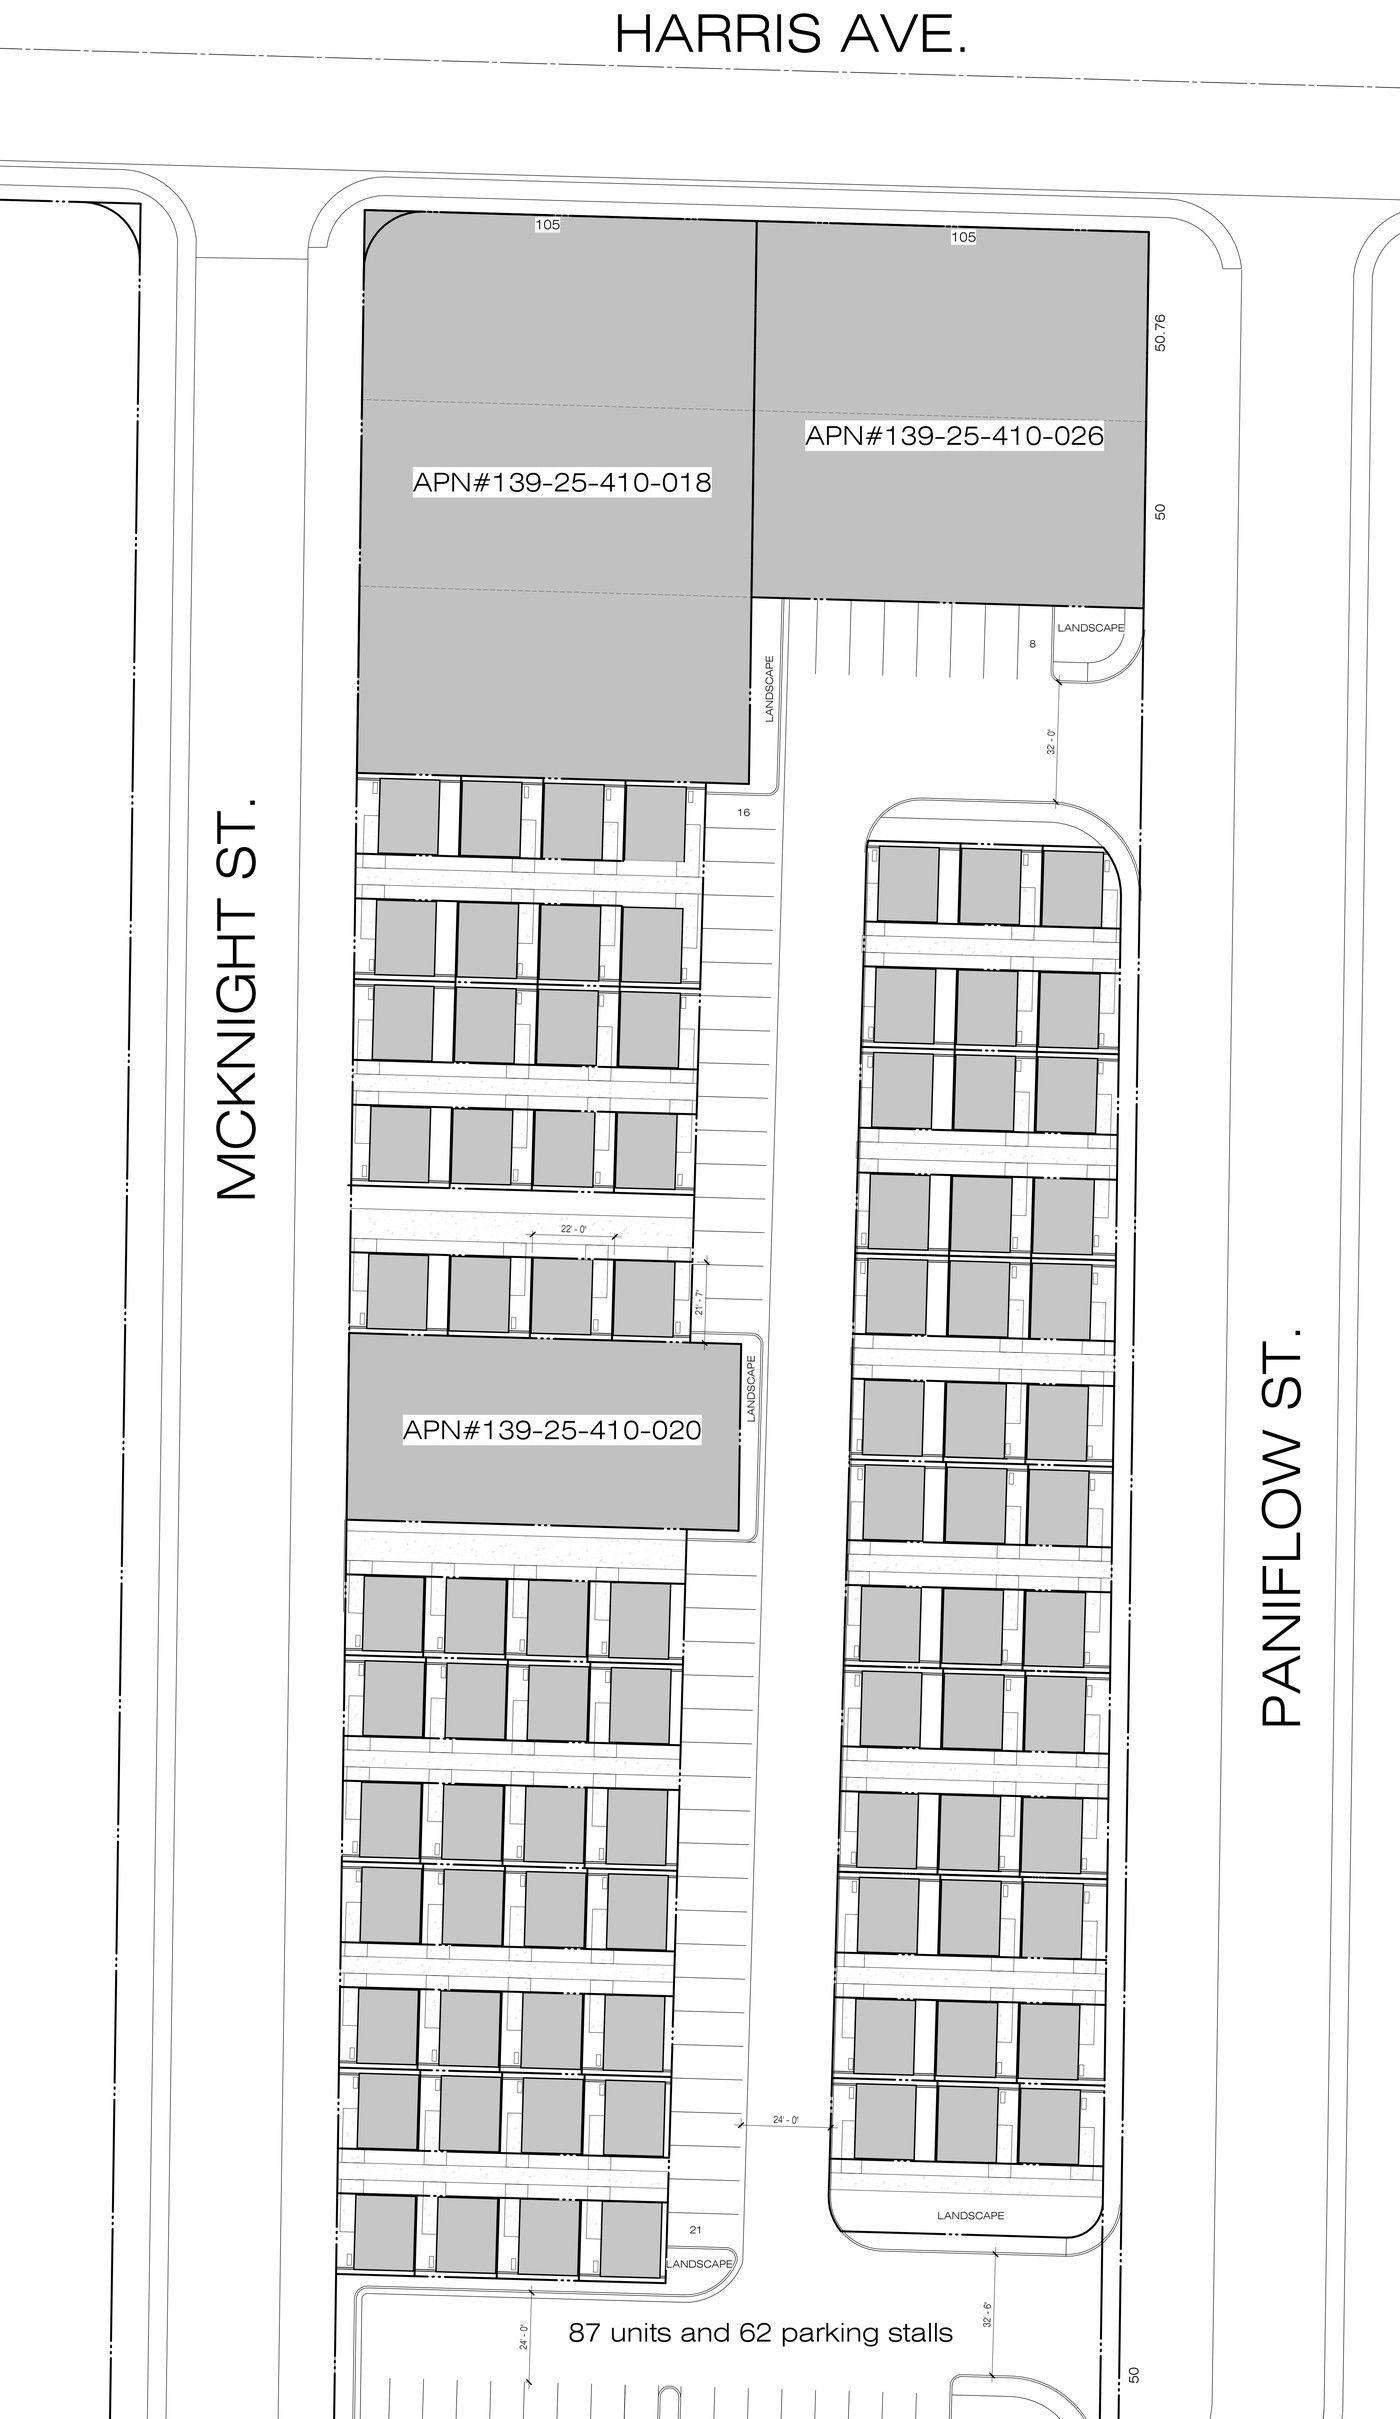 HARRIS AVE.
105
105
50.76
APN#139-25-410-026
APN#139-25-410-018
50
LANDSCAPE
8
LANDSCAPE
32' - 0'
16
MCKNIGHT ST.
22' - 0'
21' - 7'
LANDSCAPE
APN#139-25-410-020
PANIFLOW ST.
24' - 0'
LANDSCAPE
21
LANDSCAPE
32' - 6'
87 units and 62 parking stalls
24' - 0'
50